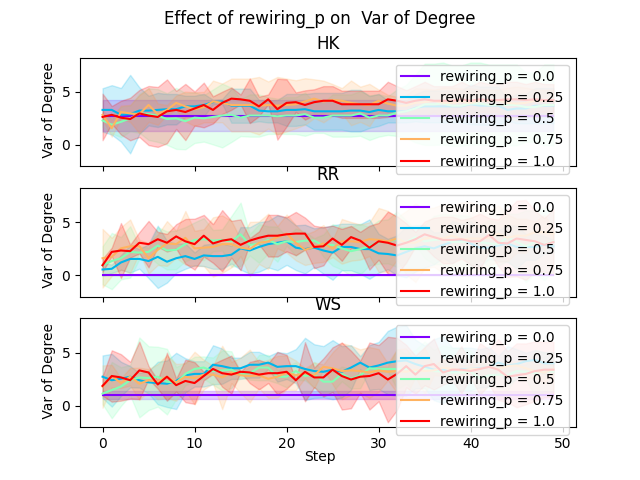 Effect of rewiring_p on  Var of Degree
HK
Var of Degree
5
0
rewiring_p = 0.0
rewiring_p = 0.25
rewiring_p = 0.5
rewiring_p = 0.75
rewiring_p = 1.0
RR
Var of Degree
5
0
rewiring_p = 0.0
rewiring_p = 0.25
rewiring_p = 0.5
rewiring_p = 0.75
rewiring_p = 1.0
WS
Var of Degree
5
0
rewiring_p = 0.0
rewiring_p = 0.25
rewiring_p = 0.5
rewiring_p = 0.75
rewiring_p = 1.0
0 10 20 30 40 50
Step